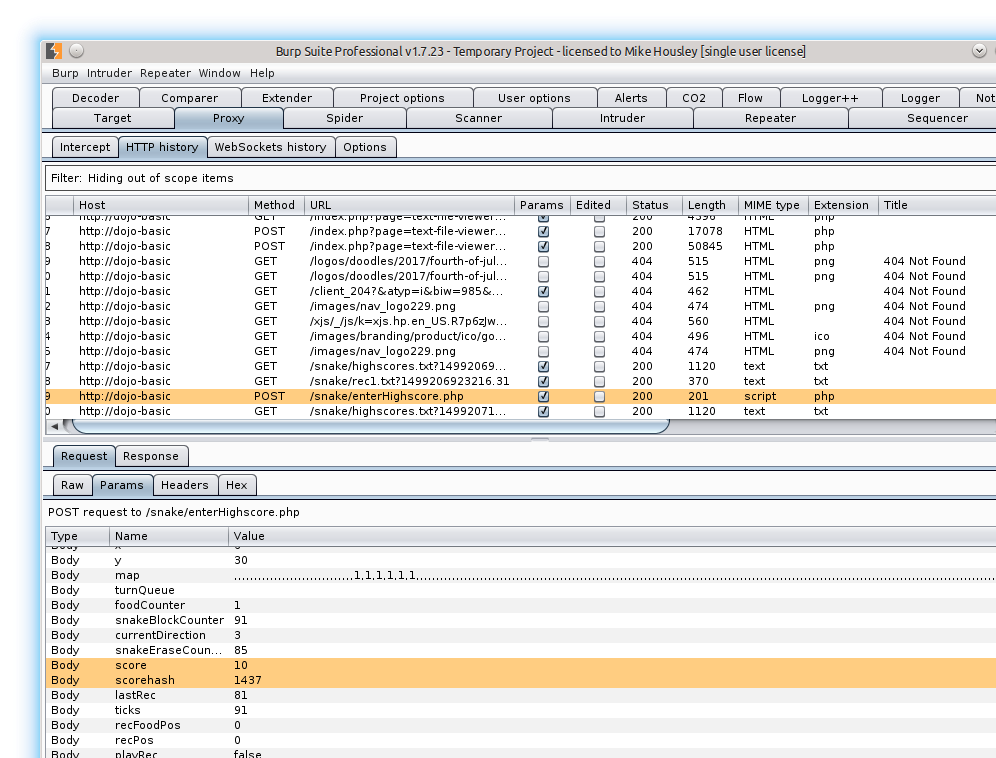 Burp Suite Professional v1.7.23 - Temporary Project - licensed to Mike Housley [single user license]
Burp Intruder Repeater Window Help
Decoder Comparer Extender Project options User options Alerts CO2 Flow Logger++ Logger Not
Target Proxy Spider Scanner Intruder Repeater Sequencer
Intercept HTTP history WebSockets history Options
Filter: Hiding out of scope items
Host Method URL Params Edited Status Length MIME type Extension Title
http://dojo-basic GET /index.php?page=text-file-viewer... 200 4396 HTML php
7 http://dojo-basic POST /index.php?page=text-file-viewer... 200 17078 HTML php
8 http://dojo-basic POST /index.php?page=text-file-viewer... 200 50845 HTML php
9 http://dojo-basic GET /logos/doodles/2017/fourth-of-jul... 404 515 HTML png 404 Not Found
0 http://dojo-basic GET /logos/doodles/2017/fourth-of-jul... 404 515 HTML png 404 Not Found
1 http://dojo-basic GET /client_204?&atyp=i&biw=985&... 404 462 HTML 404 Not Found
2 http://dojo-basic GET /images/nav_logo229.png 404 474 HTML png 404 Not Found
3 http://dojo-basic GET /xjs/_/js/k=xjs.hp.en_US.R7p6zJw... 404 560 HTML 404 Not Found
4 http://dojo-basic GET /images/branding/product/ico/go... 404 496 HTML ico 404 Not Found
5 http://dojo-basic GET /images/nav_logo229.png 404 474 HTML png 404 Not Found
7 http://dojo-basic GET /snake/highscores.txt?14992069... 200 1120 text txt
8 http://dojo-basic GET /snake/rec1.txt?1499206923216.31 200 370 text txt
9 http://dojo-basic POST /snake/enterHighscore.php 200 201 script php
0 http://dojo-basic GET /snake/highscores.txt?14992071... 200 1120 text txt
Request Response
Raw Params Headers Hex
POST request to /snake/enterHighscore.php
Type Name Value
Body x
Body y 30
Body map ..............................1,1,1,1,1,1,................................................................
Body turnQueue
Body foodCounter 1
Body snakeBlockCounter 91
Body currentDirection 3
Body snakeEraseCoun... 85
Body score 10
Body scorehash 1437
Body lastRec 81
Body ticks 91
Body recFoodPos 0
Body recPos 0
Body playRec false